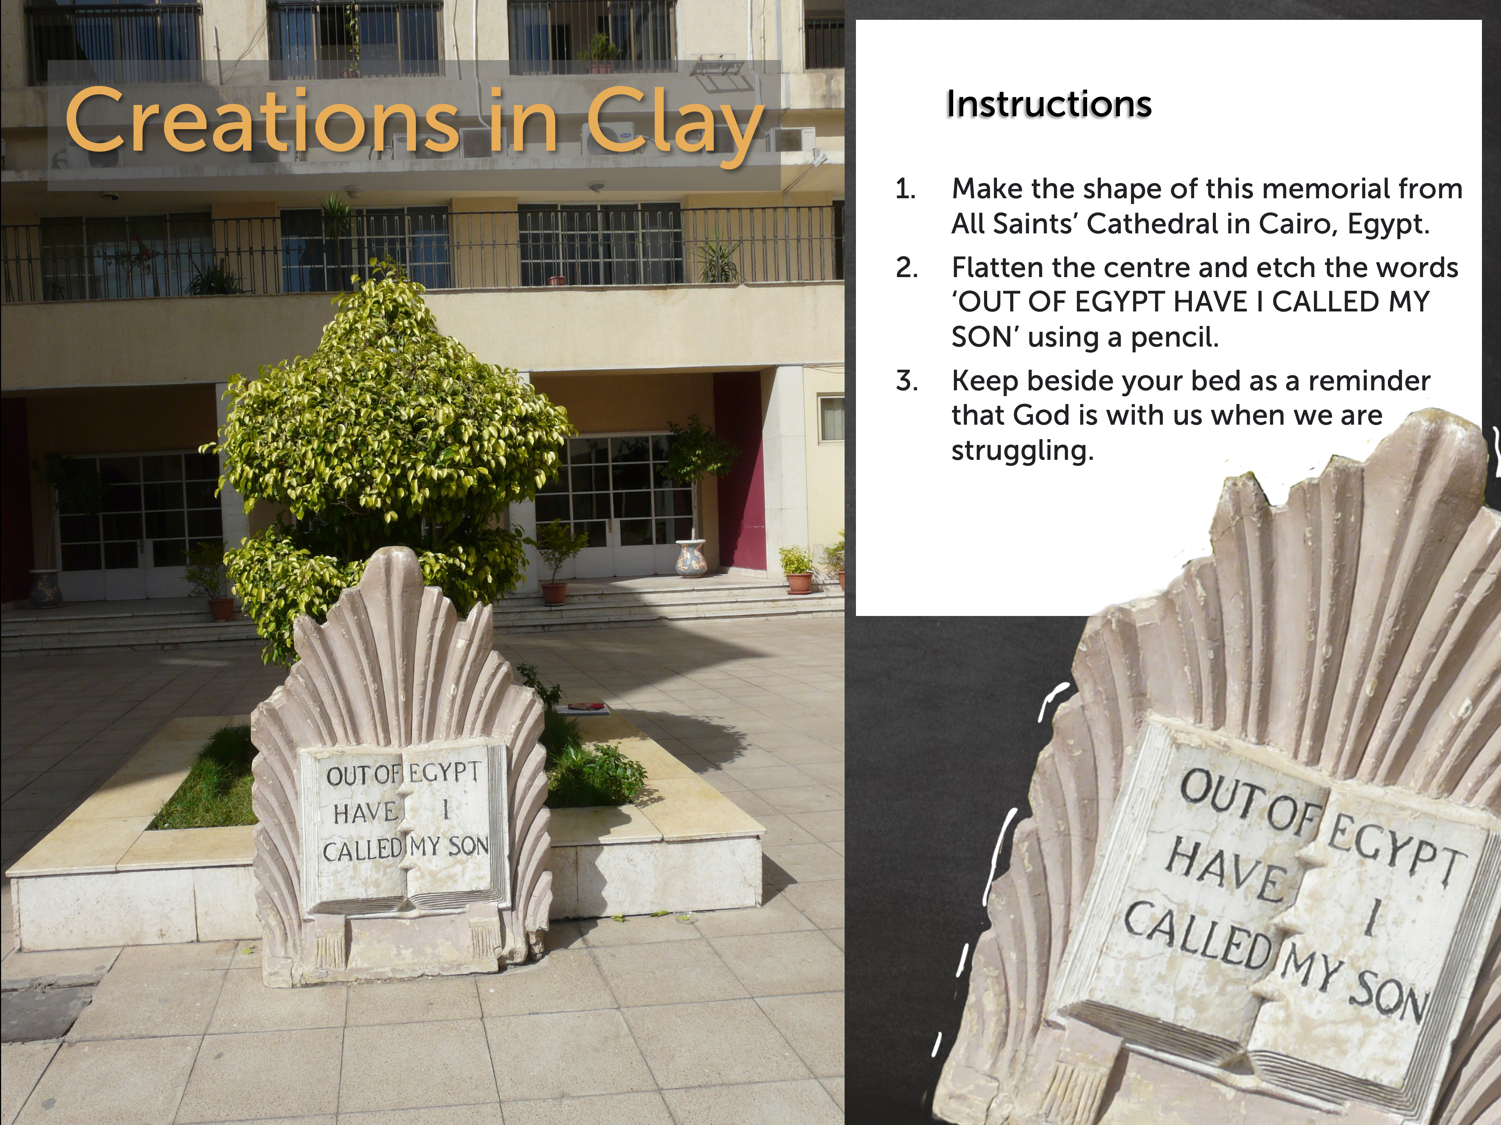 Creations in Clay
OUT OF EGYPT
HAVE I
CALLED MY SON
Instructions
1. Make the shape of this memorial from
All Saints’ Cathedral in Cairo, Egypt.
2. Flatten the centre and etch the words
‘OUT OF EGYPT HAVE I CALLED MY
SON’ using a pencil.
3. Keep beside your bed as a reminder
that God is with us when we are
struggling.
OUT OF EGYPT
HAVE I
CALLED MY SON